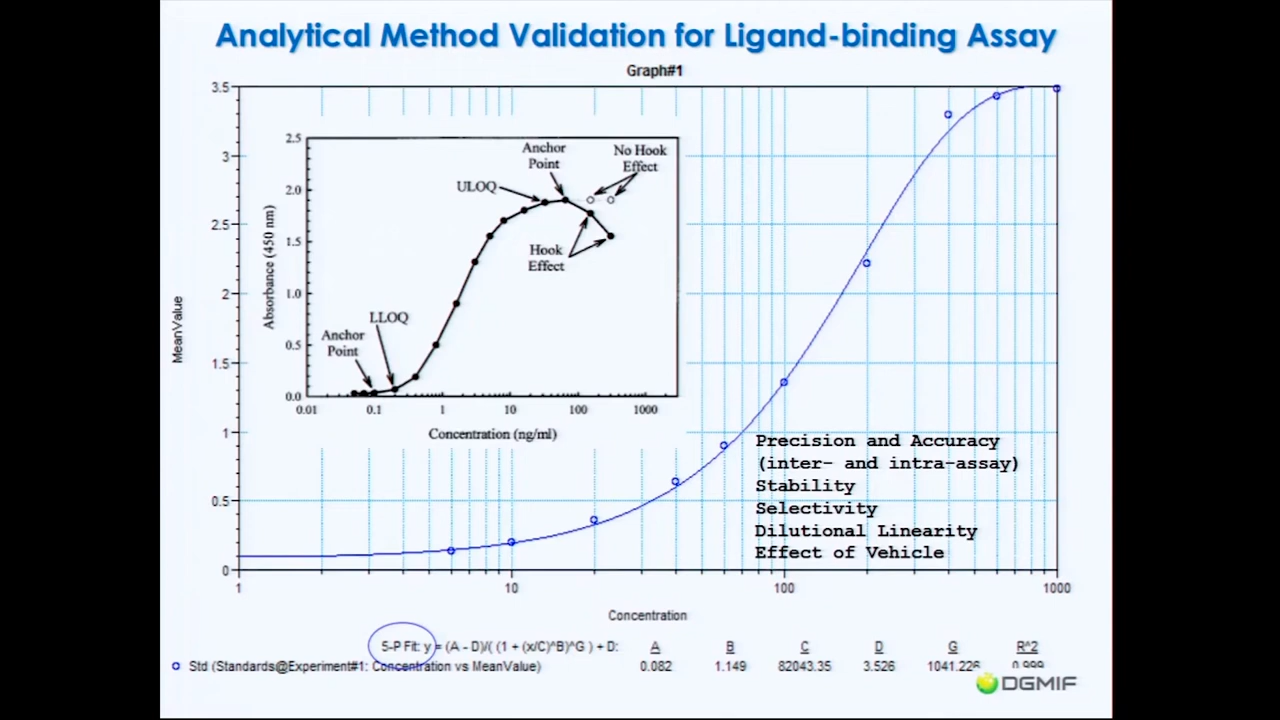 Analytical Method Validation for Ligand-binding Assay
Graph#1
3.5
3
2.5
2
1.5
1
0.5
0
MeanValue
1 10 100 1000
Concentration
2.5
2.0
1.5
1.0
0.5
0.0
Absorbance (450 nm)
0.01 0.1 1 10 100 1000
Concentration (ng/ml)
Anchor
Point
LLOQ
ULOQ
Anchor
Point
No Hook
Effect
Hook
Effect
Precision and Accuracy
(inter- and intra-assay)
Stability
Selectivity
Dilutional Linearity
Effect of Vehicle
5-P Fit: y = (A - D)/( (1 + (x/C)^B)^G ) + D: A B C D G R^2
Std (Standards@Experiment#1: Concentration vs MeanValue) 0.082 1.149 82043.35 3.526 1041.226 0.999
DGMIF